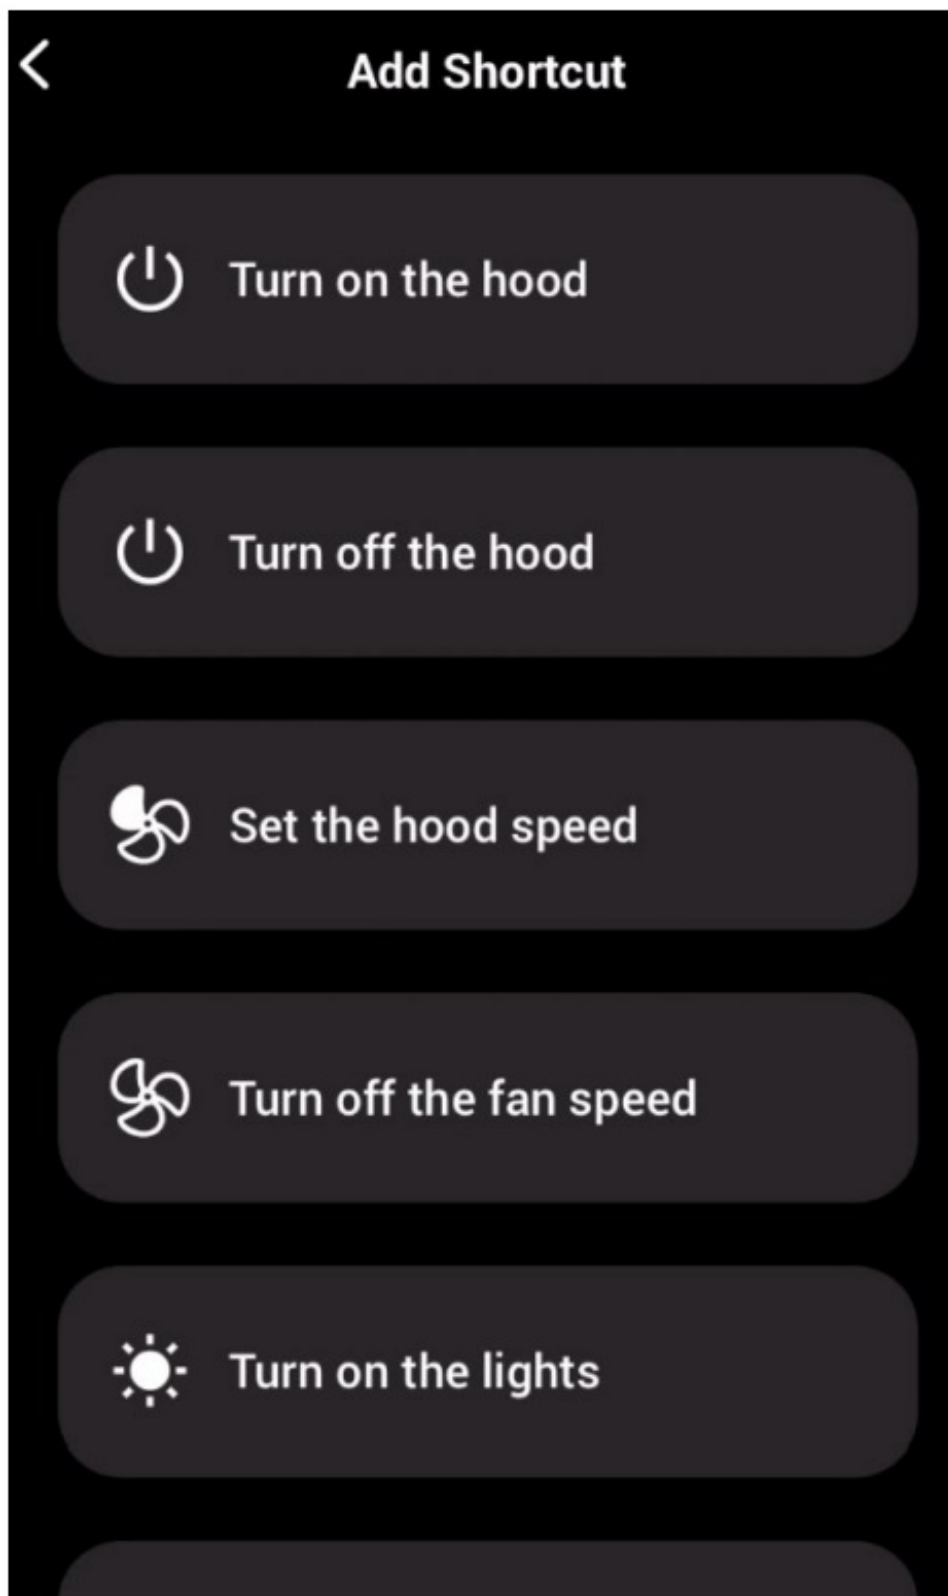 Add Shortcut
Turn on the hood
Turn off the hood
Set the hood speed
Turn off the fan speed
Turn on the lights